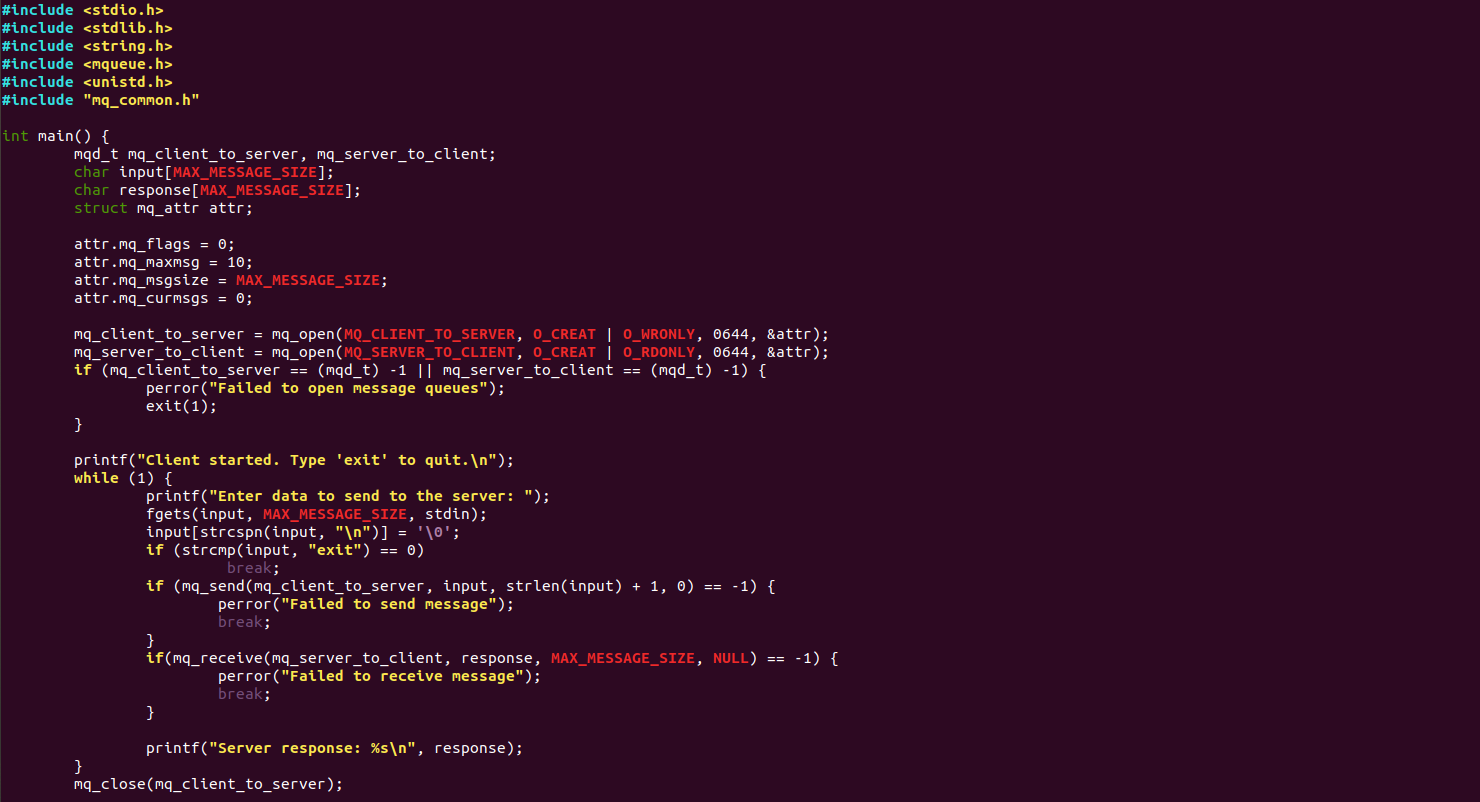 #include <stdio.h>
#include <stdlib.h>
#include <string.h>
#include <mqueue.h>
#include <unistd.h>
#include "mq_common.h"

int main() {
        mqd_t mq_client_to_server, mq_server_to_client;
        char input[MAX_MESSAGE_SIZE];
        char response[MAX_MESSAGE_SIZE];
        struct mq_attr attr;

        attr.mq_flags = 0;
        attr.mq_maxmsg = 10;
        attr.mq_msgsize = MAX_MESSAGE_SIZE;
        attr.mq_curmsgs = 0;

        mq_client_to_server = mq_open(MQ_CLIENT_TO_SERVER, O_CREAT | O_WRONLY, 0644, &attr);
        mq_server_to_client = mq_open(MQ_SERVER_TO_CLIENT, O_CREAT | O_RDONLY, 0644, &attr);
        if (mq_client_to_server == (mqd_t) -1 || mq_server_to_client == (mqd_t) -1) {
                perror("Failed to open message queues");
                exit(1);
        }

        printf("Client started. Type 'exit' to quit.\n");
        while (1) {
                printf("Enter data to send to the server: ");
                fgets(input, MAX_MESSAGE_SIZE, stdin);
                input[strcspn(input, "\n")] = '\0';
                if (strcmp(input, "exit") == 0)
                         break;
                if (mq_send(mq_client_to_server, input, strlen(input) + 1, 0) == -1) {
                        perror("Failed to send message");
                        break;
                }
                if(mq_receive(mq_server_to_client, response, MAX_MESSAGE_SIZE, NULL) == -1) {
                        perror("Failed to receive message");
                        break;
                }

                printf("Server response: %s\n", response);
        }
        mq_close(mq_client_to_server);